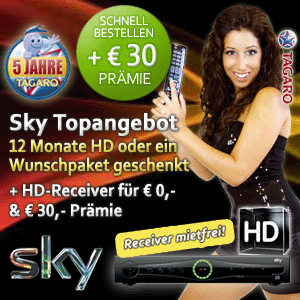 SCHNELL
BESTELLEN
+ € 30
PRÄMIE
5 JAHRE
TAGARO
TAGARO
Sky Topangebot
12 Monate HD oder ein
Wunschpaket geschenkt
+ HD-Receiver für € 0,-
& € 30,- Prämie
Receiver mietfrei!
HD
sky
sky